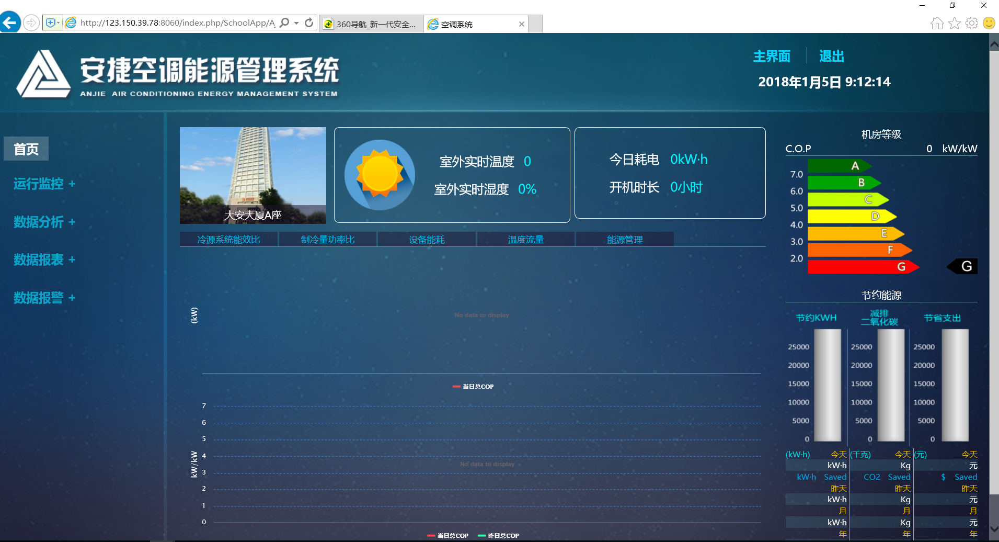 http://123.150.39.78:8060/index.php/SchoolApp/A
360导航_新一代安全...
空调系统
安捷空调能源管理系统
ANJIE AIR CONDITIONING ENERGY MANAGEMENT SYSTEM
主界面
退出
2018年1月5日 9:12:14
首页
运行监控 +
数据分析 +
数据报表 +
数据报警 +
大安大厦A座
室外实时温度 0
室外实时湿度 0%
今日耗电 0kW·h
开机时长 0小时
冷源系统能效比
制冷量功率比
设备能耗
温度流量
能源管理
(kW)
No data to display
当日总COP
7
6
5
4
3
2
1
0
kW/kW
No data to display
当日总COP 昨日总COP
机房等级
C.O.P 0 kW/kW
A
7.0
B
6.0
C
5.0
D
4.0
E
3.0
F
2.0
G
G
节约能源
节约KWH
减排
二氧化碳
节省支出
25000 25000 25000
20000 20000 20000
15000 15000 15000
10000 10000 10000
5000 5000 5000
0 0 0
(kW·h) 今天 (千克) 今天 (元) 今天
kW·h Kg 元
kW·h Saved CO2 Saved $ Saved
昨天 昨天 昨天
kW·h Kg 元
月 月 月
kW·h Kg 元
年 年 年